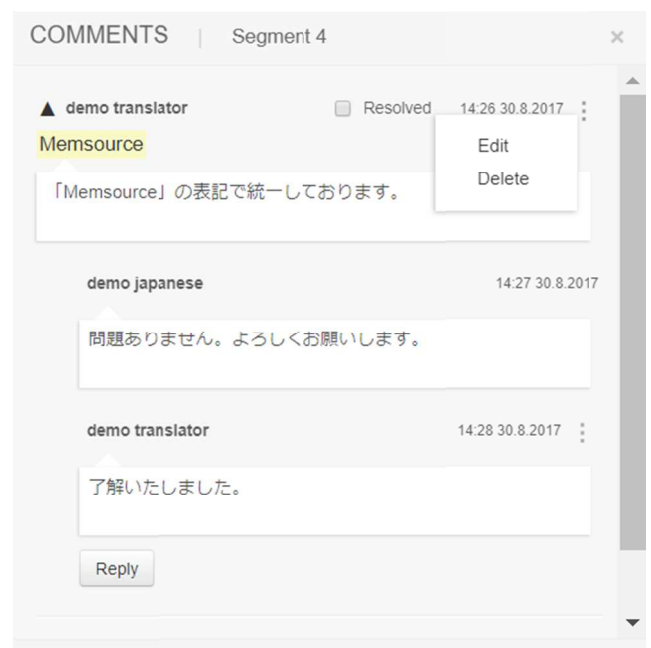 COMMENTS | Segment 4 ×
▲ demo translator Resolved 14:26 30.8.2017
Memsource
Edit
Delete
「Memsource」の表記で統一しております。
demo japanese 14:27 30.8.2017
問題ありません。よろしくお願いします。
demo translator 14:28 30.8.2017
了解いたしました。
Reply